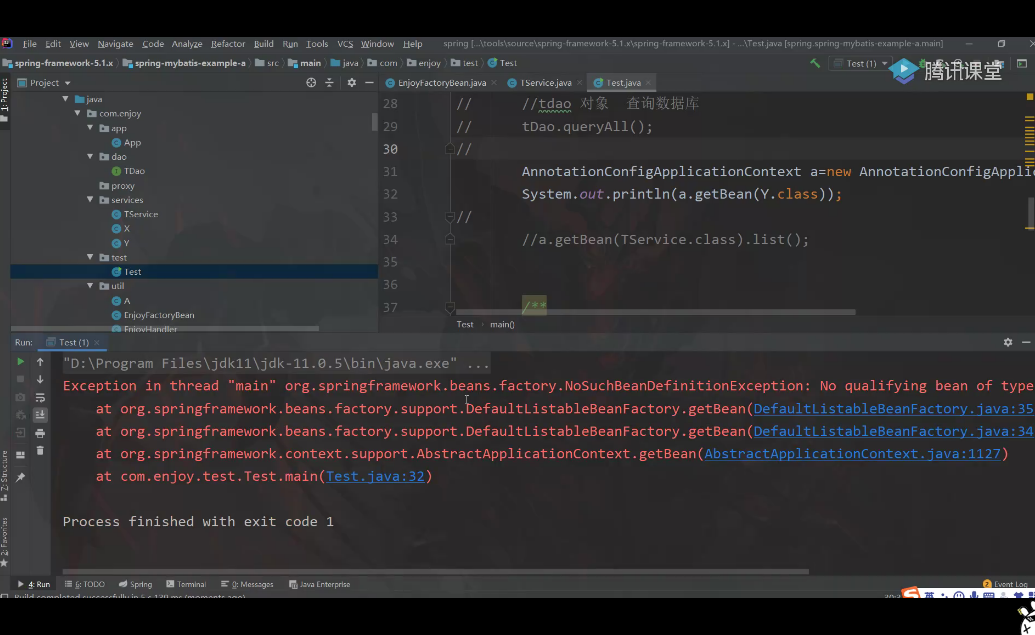 File Edit View Navigate Code Analyze Refactor Build Run Tools VCS Window Help spring [...\tools\source\spring-framework-5.1.x\spring-framework-5.1.x] - ...\Test.java [spring.spring-mybatis-example-a.main]
spring-framework-5.1.x spring-mybatis-example-a src main java com enjoy test Test Test (1)
腾讯课堂
Project EnjoyFactoryBean.java TService.java Test.java
1: Project
java
com.enjoy
app
App
dao
TDao
proxy
services
TService
X
Y
test
Test
util
A
EnjoyFactoryBean
EnjoyHandler
28 // //tdao 对象 查询数据库
29 // tDao.queryAll();
30 //
31 AnnotationConfigApplicationContext a=new AnnotationConfigAppli
32 System.out.println(a.getBean(Y.class));
33 //
34 //a.getBean(TService.class).list();
35
36
37 /**
Test main()
Run: Test (1)
"D:\Program Files\jdk11\jdk-11.0.5\bin\java.exe" ...
Exception in thread "main" org.springframework.beans.factory.NoSuchBeanDefinitionException: No qualifying bean of type
at org.springframework.beans.factory.support.DefaultListableBeanFactory.getBean(DefaultListableBeanFactory.java:35
at org.springframework.beans.factory.support.DefaultListableBeanFactory.getBean(DefaultListableBeanFactory.java:34
at org.springframework.context.support.AbstractApplicationContext.getBean(AbstractApplicationContext.java:1127)
at com.enjoy.test.Test.main(Test.java:32)
Process finished with exit code 1
Z: Structure
2: Favorites
4: Run 6: TODO Spring Terminal 0: Messages Java Enterprise 2 Event Log
Build completed successfully in
英